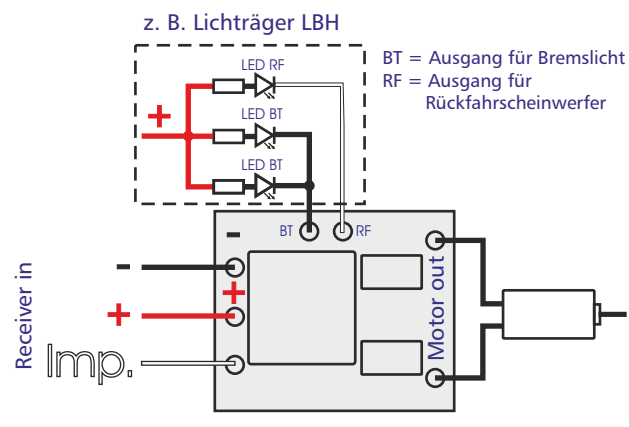 z. B. Lichträger LBH
BT = Ausgang für Bremslicht
RF = Ausgang für
Rückfahrscheinwerfer
LED RF
+
LED BT
LED BT
BT
RF
-
-
+
+
Imp.
Receiver in
Motor out